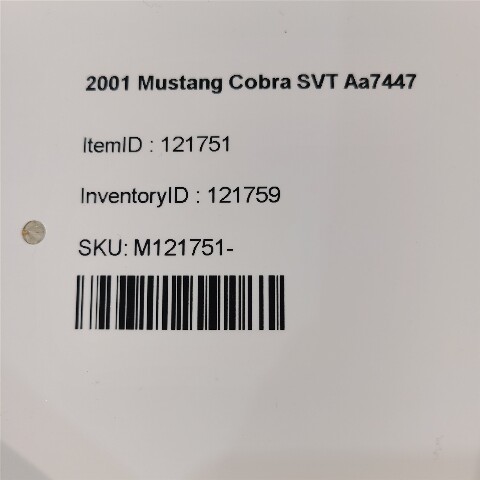 2001 Mustang Cobra SVT Aa7447
ItemID : 121751
InventoryID : 121759
SKU: M121751-